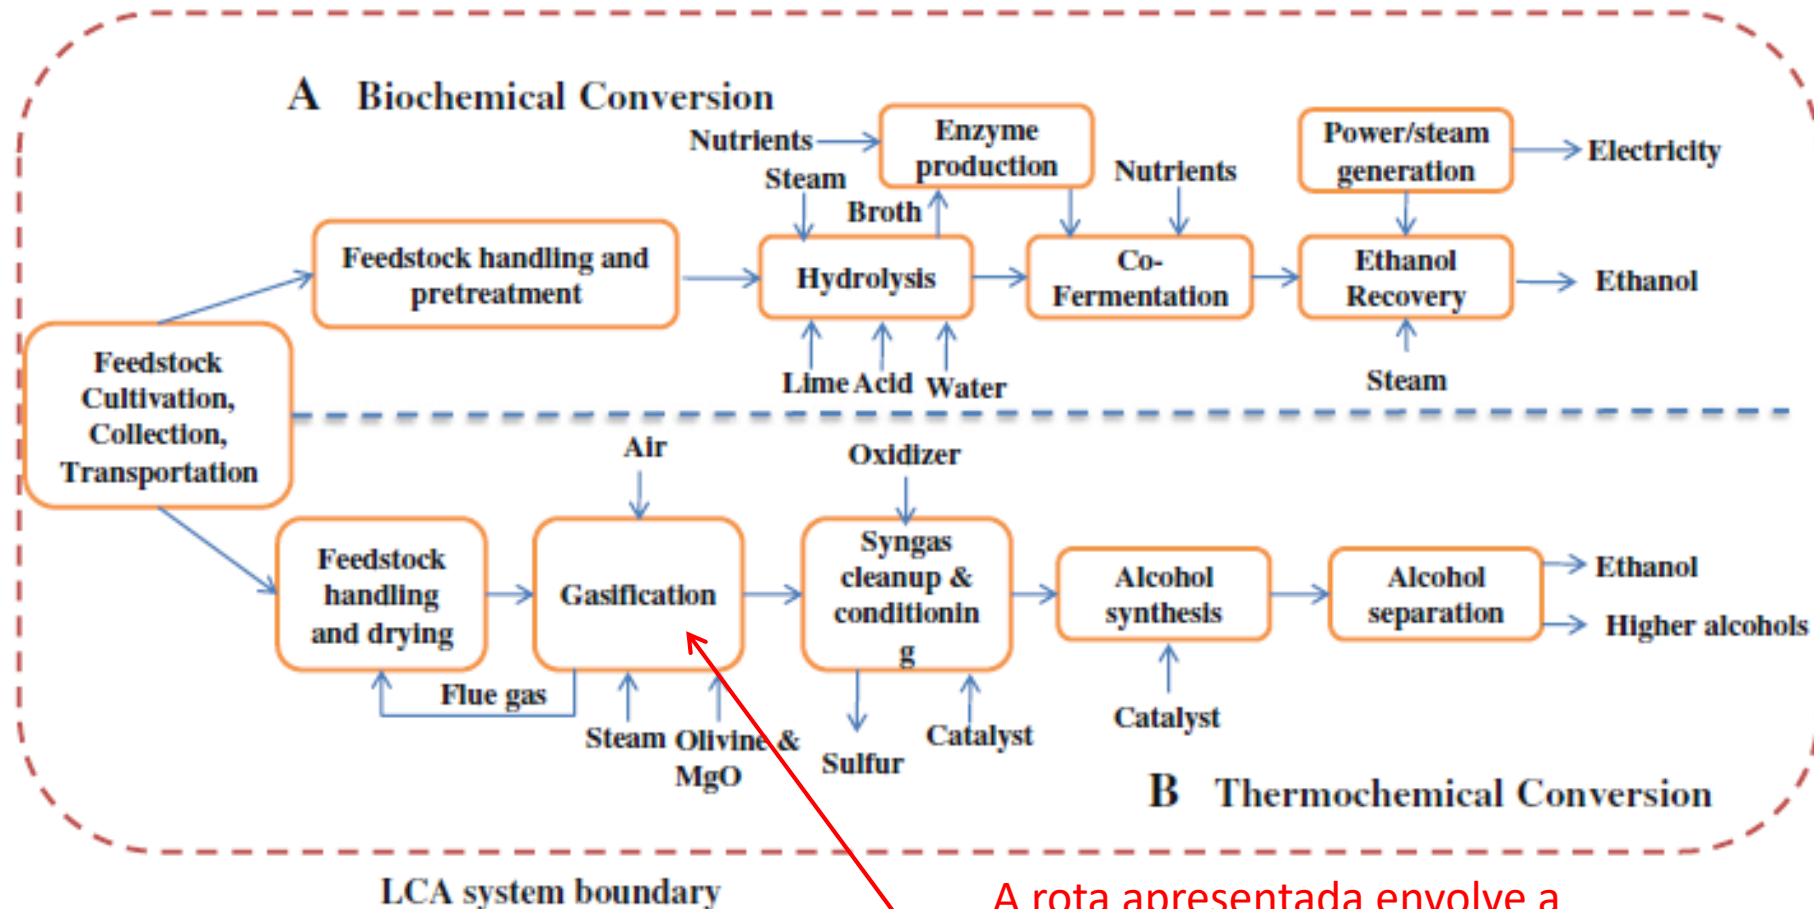 A Biochemical Conversion
Nutrients
Enzyme
production
Steam
Broth
Nutrients
Power/steam
generation
Electricity
Feedstock handling and
pretreatment
Hydrolysis
Co-
Fermentation
Ethanol
Recovery
Ethanol
Lime Acid Water
Steam
Feedstock
Cultivation,
Collection,
Transportation
Air
Oxidizer
Feedstock
handling
and drying
Gasification
Syngas
cleanup &
conditionin
g
Alcohol
synthesis
Alcohol
separation
Ethanol
Higher alcohols
Flue gas
Steam
Olivine &
MgO
Sulfur
Catalyst
Catalyst
B Thermochemical Conversion
LCA system boundary
A rota apresentada envolve a